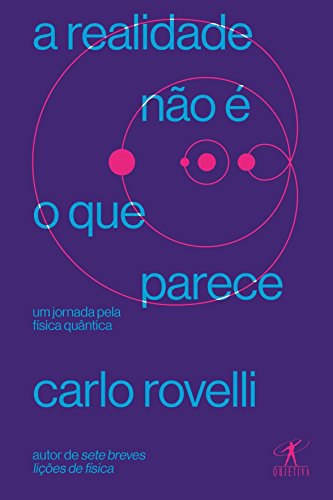 a realidade
não é
o que
parece
um jornada pela
física quântica
carlo rovelli
autor de sete breves
lições de física
OBJETIVA